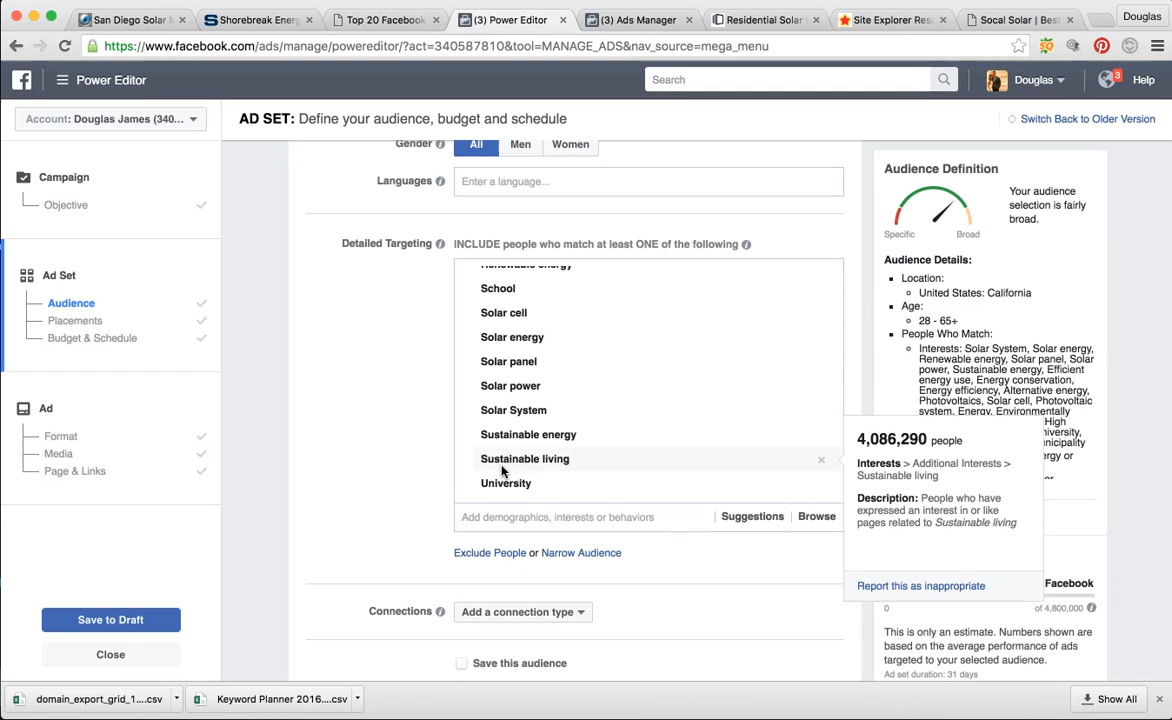 San Diego Solar
Shorebreak Ener
Top 20 Facebook
(3) Power Editor
(3) Ads Manager
Residential Solar
Site Explorer Res
Socal Solar | Best
Douglas
https://www.facebook.com/ads/manage/powereditor/?act=340587810&tool=MANAGE_ADS&nav_source=mega_menu
Power Editor
Search
Douglas
3
Help
Account: Douglas James (340...
AD SET: Define your audience, budget and schedule
Switch Back to Older Version
Campaign
Objective
Ad Set
Audience
Placements
Budget & Schedule
Ad
Format
Media
Page & Links
Save to Draft
Close
Gender
All
Men
Women
Languages
Enter a language...
Detailed Targeting
INCLUDE people who match at least ONE of the following
Renewable energy
School
Solar cell
Solar energy
Solar panel
Solar power
Solar System
Sustainable energy
Sustainable living
University
Add demographics, interests or behaviors
Suggestions
Browse
Exclude People or Narrow Audience
Connections
Add a connection type
Save this audience
Audience Definition
Specific
Broad
Your audience
selection is fairly
broad.
Audience Details:
Location:
United States: California
Age:
28 - 65+
People Who Match:
Interests: Solar System, Solar energy,
Renewable energy, Solar panel, Solar
power, Sustainable energy, Efficient
energy use, Energy conservation,
Energy efficiency, Alternative energy,
Photovoltaics, Solar cell, Photovoltaic
system, Energy, Environmentally
High
niversity,
unicipality
rgy or
4,086,290 people
Interests > Additional Interests >
Sustainable living
Description: People who have
expressed an interest in or like
pages related to Sustainable living
Report this as inappropriate
Facebook
0
of 4,800,000
This is only an estimate. Numbers shown are
based on the average performance of ads
targeted to your selected audience.
Ad set duration: 31 days
domain_export_grid_1....csv
Keyword Planner 2016....csv
Show All